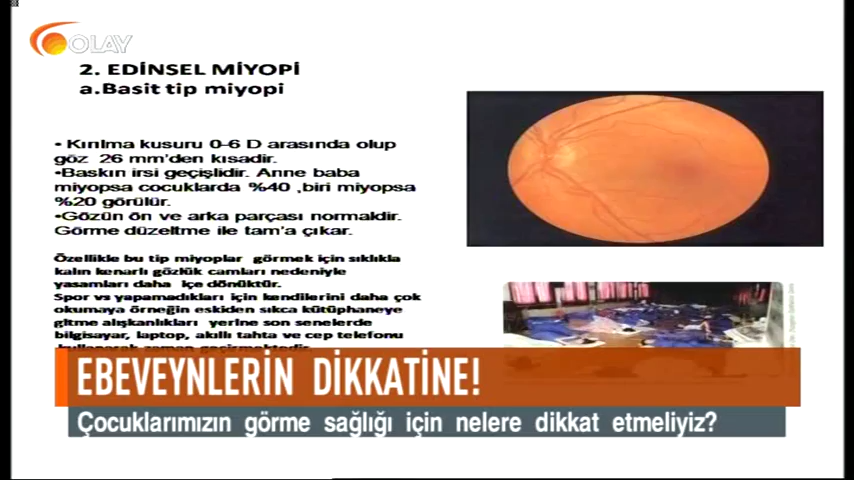 OLAY
2. EDİNSEL MİYOPİ
a.Basit tip miyopi
• Kırılma kusuru 0-6 D arasında olup
göz 26 mm'den kısadir.
•Baskın irsi geçişlidir. Anne baba
miyopsa cocuklarda %40 ,biri miyopsa
%20 görülür.
•Gözün ön ve arka parçası normakdir.
Görme düzeltme ile tam'a çıkar.
Özellikle bu tip miyoplar görmek için sıklıkla
kalın kenarlı gözlük camları nedeniyle
yasamları daha içe dönüktür.
Spor vs yapamadıkları için kendilerini daha çok
okumaya örneğin eskiden sıkca kütüphaneye
gitme alışkanlıkları yerine son senelerde
bilgisayar, laptop, akıllı tahta ve cep telefonu
kullanarak zaman geçirmektedir.
EBEVEYNLERİN DİKKATİNE!
Çocuklarımızın görme sağlığı için nelere dikkat etmeliyiz?